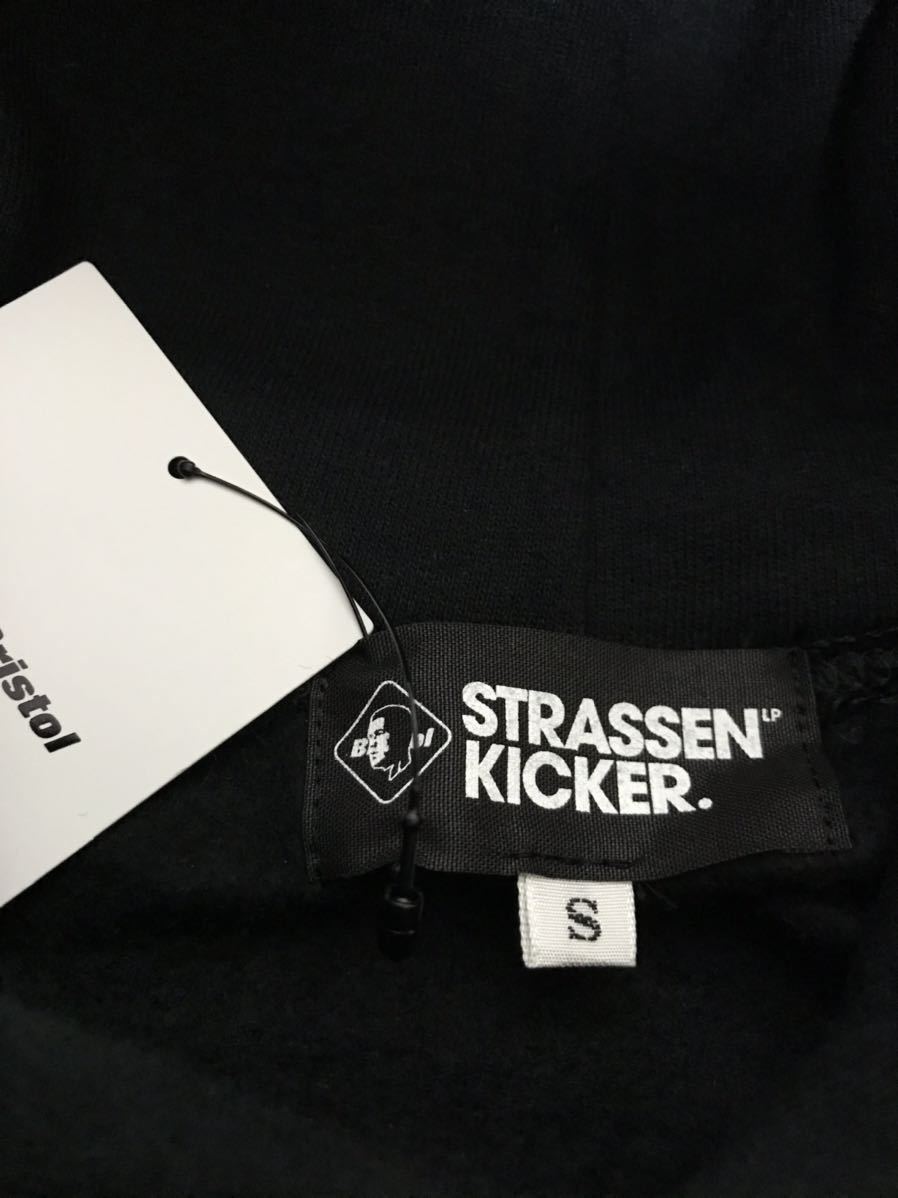 STRASSEN LP
KICKER.
S